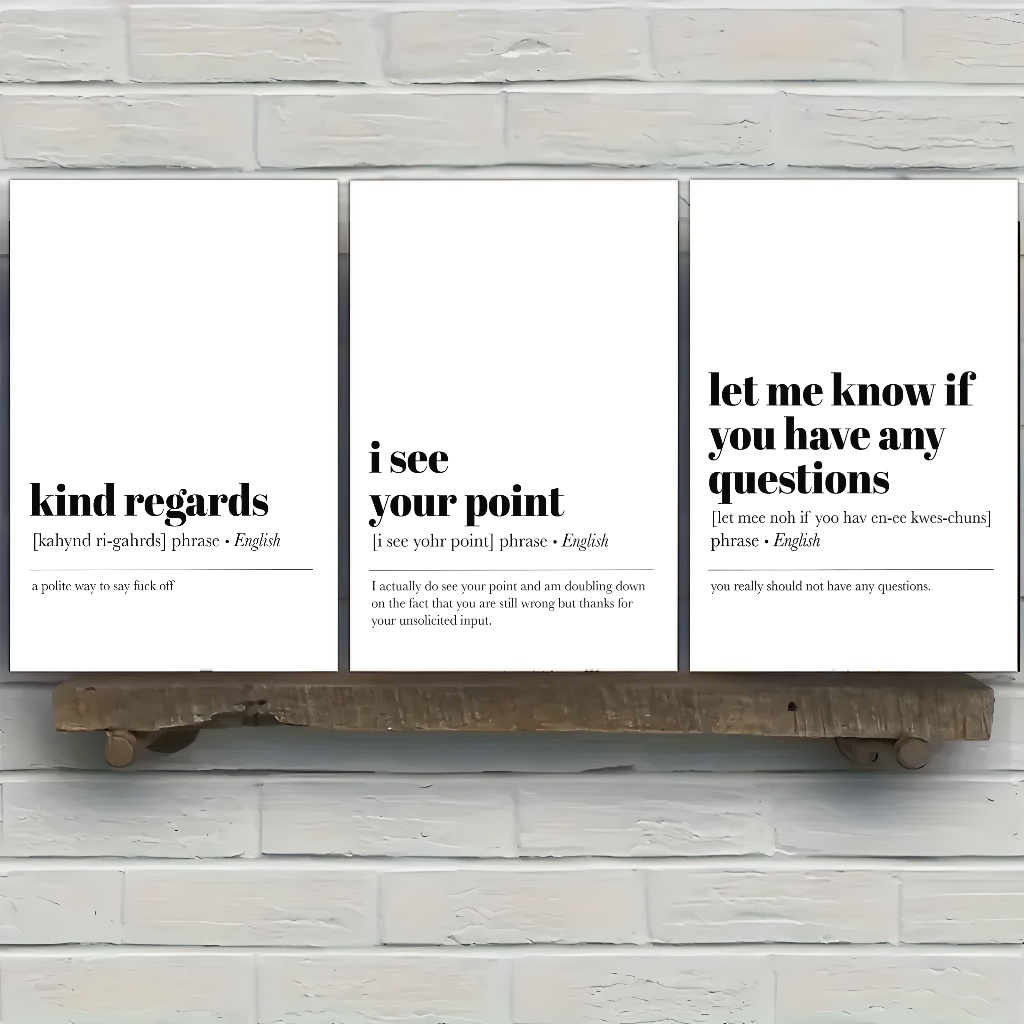 kind regards
[kahynd ri-gahrds] phrase • English
a polite way to say fuck off
i see
your point
[i see yohr point] phrase • English
I actually do see your point and am doubling down
on the fact that you are still wrong but thanks for
your unsolicited input.
let me know if
you have any
questions
[let mee noh if yoo hav en-ee kwes-chuns]
phrase • English
you really should not have any questions.